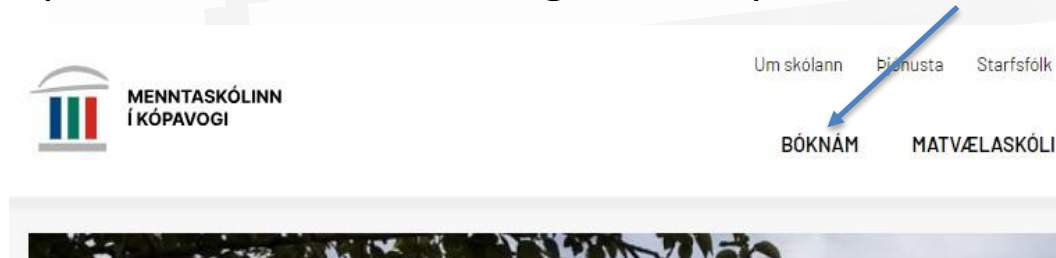 Um skólann Þjónusta Starfsfólk
MENNTASKÓLINN
Í KÓPAVOGI
BÓKNÁM MATVÆLASKÓLI